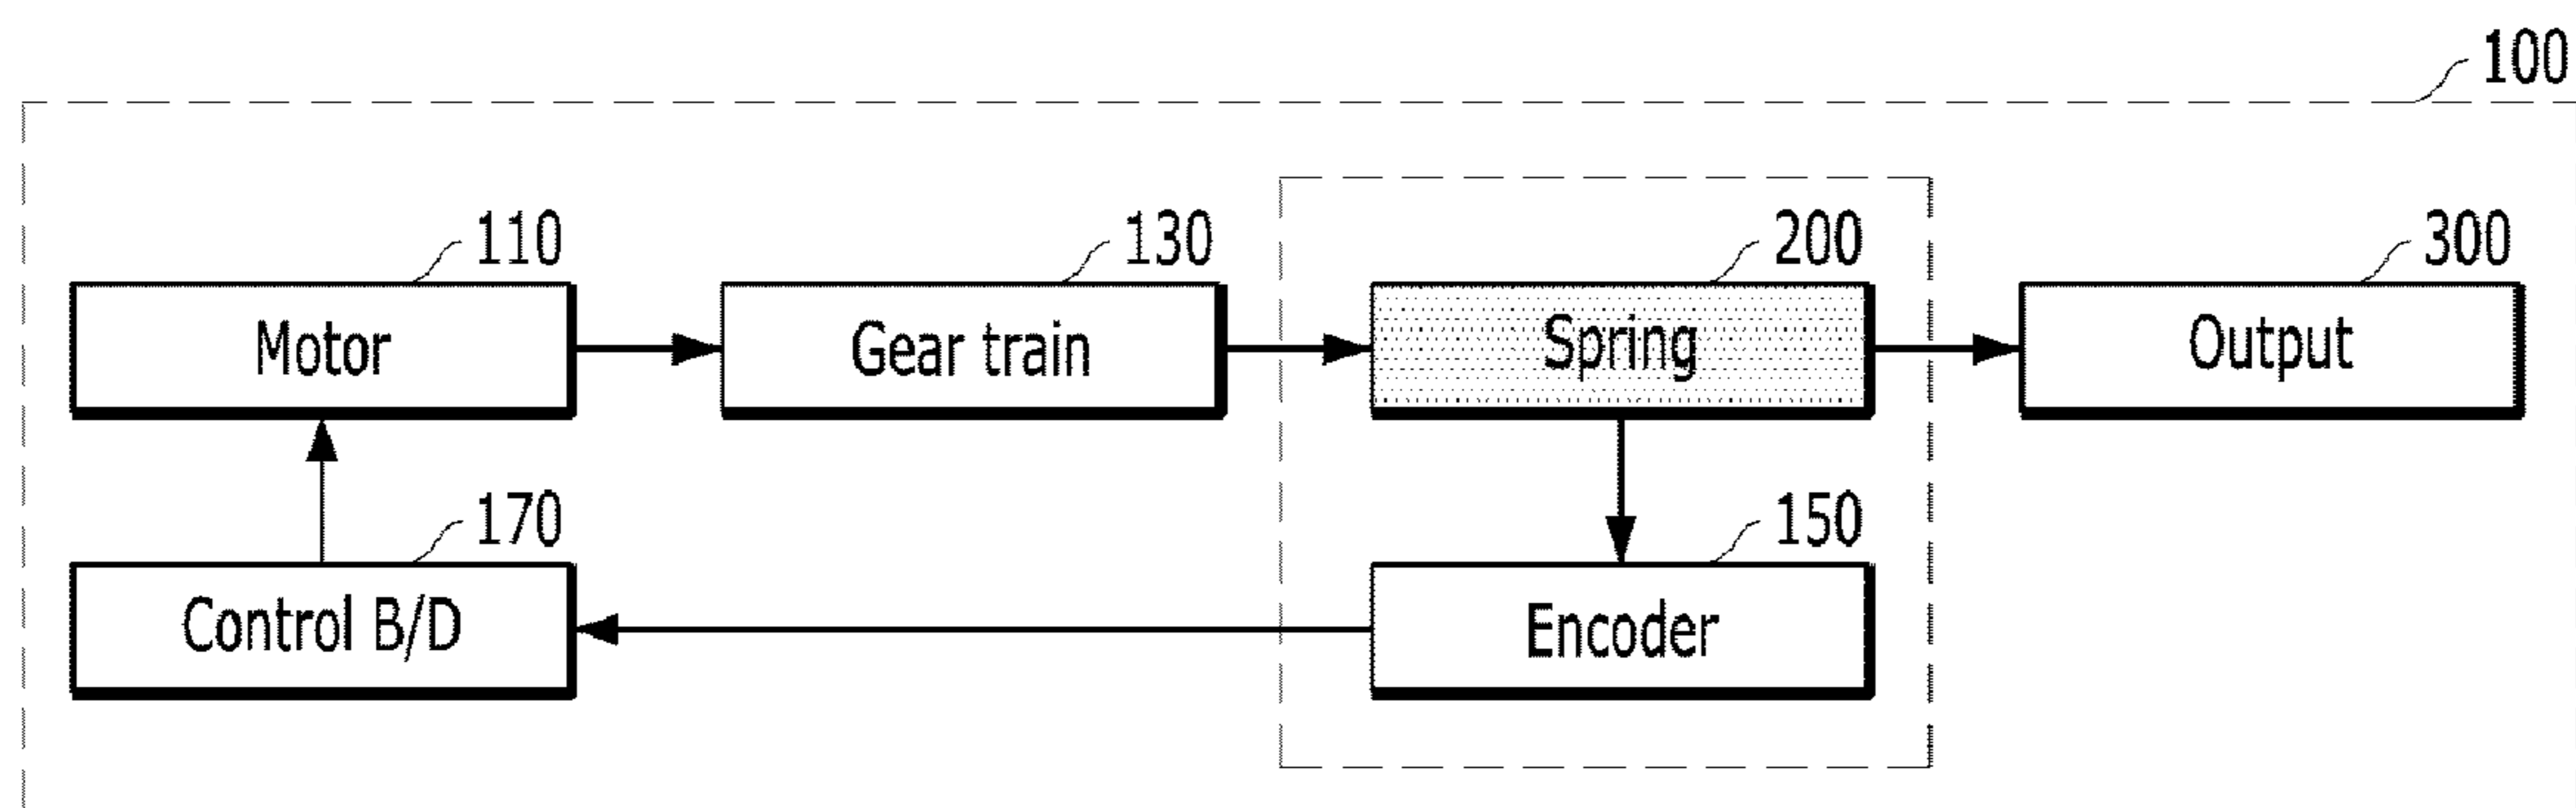 100
110
130
200
300
Motor
Gear train
Spring
Output
170
150
Control B/D
Encoder